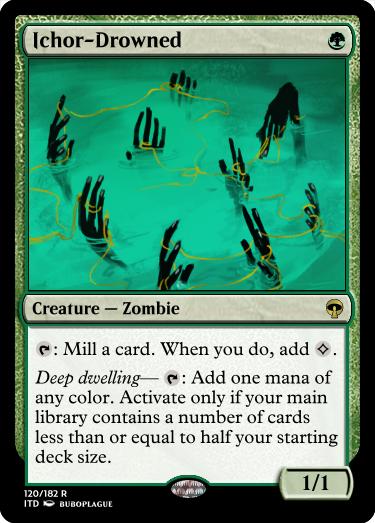 Ichor-Drowned
Creature — Zombie
: Mill a card. When you do, add .
Deep dwelling— : Add one mana of
any color. Activate only if your main
library contains a number of cards
less than or equal to half your starting
deck size.
1/1
120/182 R
ITD BUBOPLAGUE